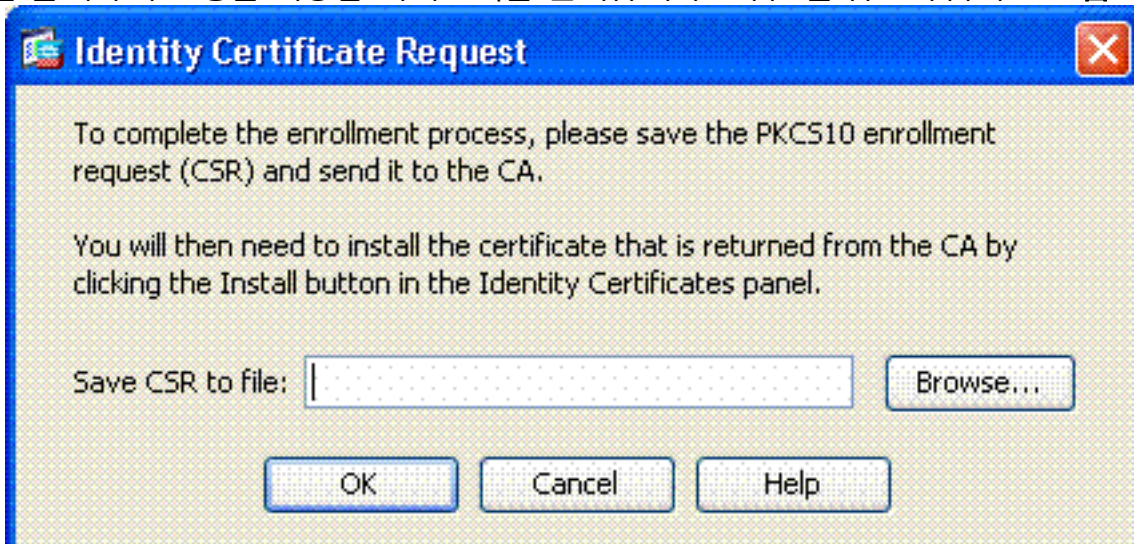 Identity Certificate Request
To complete the enrollment process, please save the PKCS10 enrollment
request (CSR) and send it to the CA.
You will then need to install the certificate that is returned from the CA by
clicking the Install button in the Identity Certificates panel.
Save CSR to file:
Browse...
OK Cancel Help